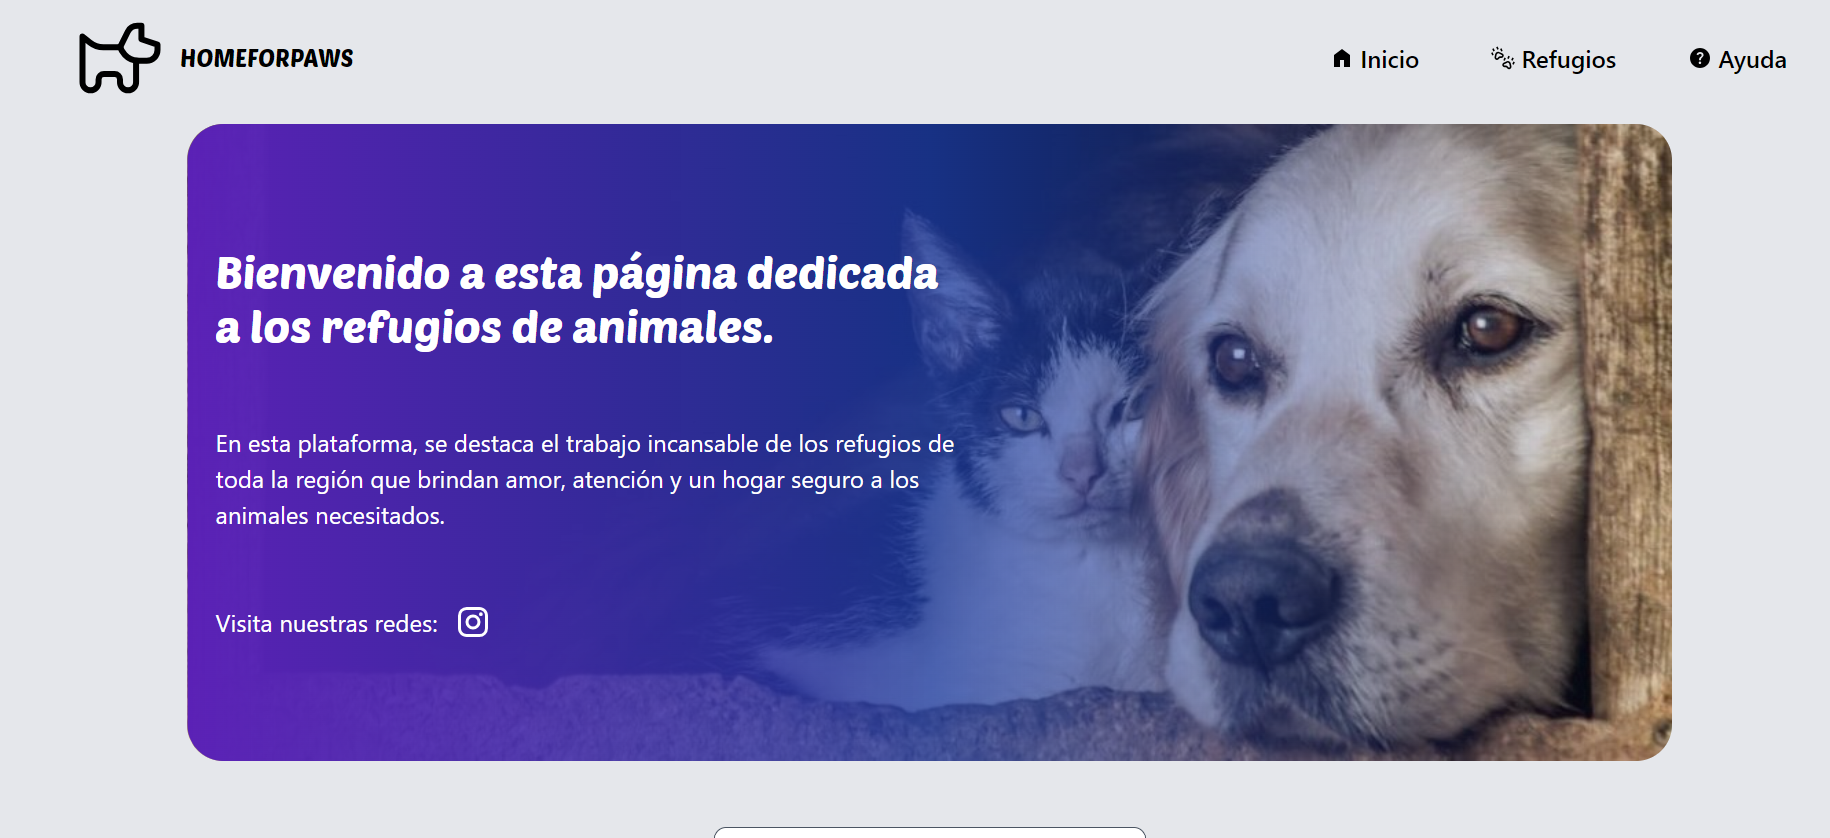 HOMEFORPAWS
Inicio
Refugios
Ayuda
Bienvenido a esta página dedicada
a los refugios de animales.
En esta plataforma, se destaca el trabajo incansable de los refugios de
toda la región que brindan amor, atención y un hogar seguro a los
animales necesitados.
Visita nuestras redes: